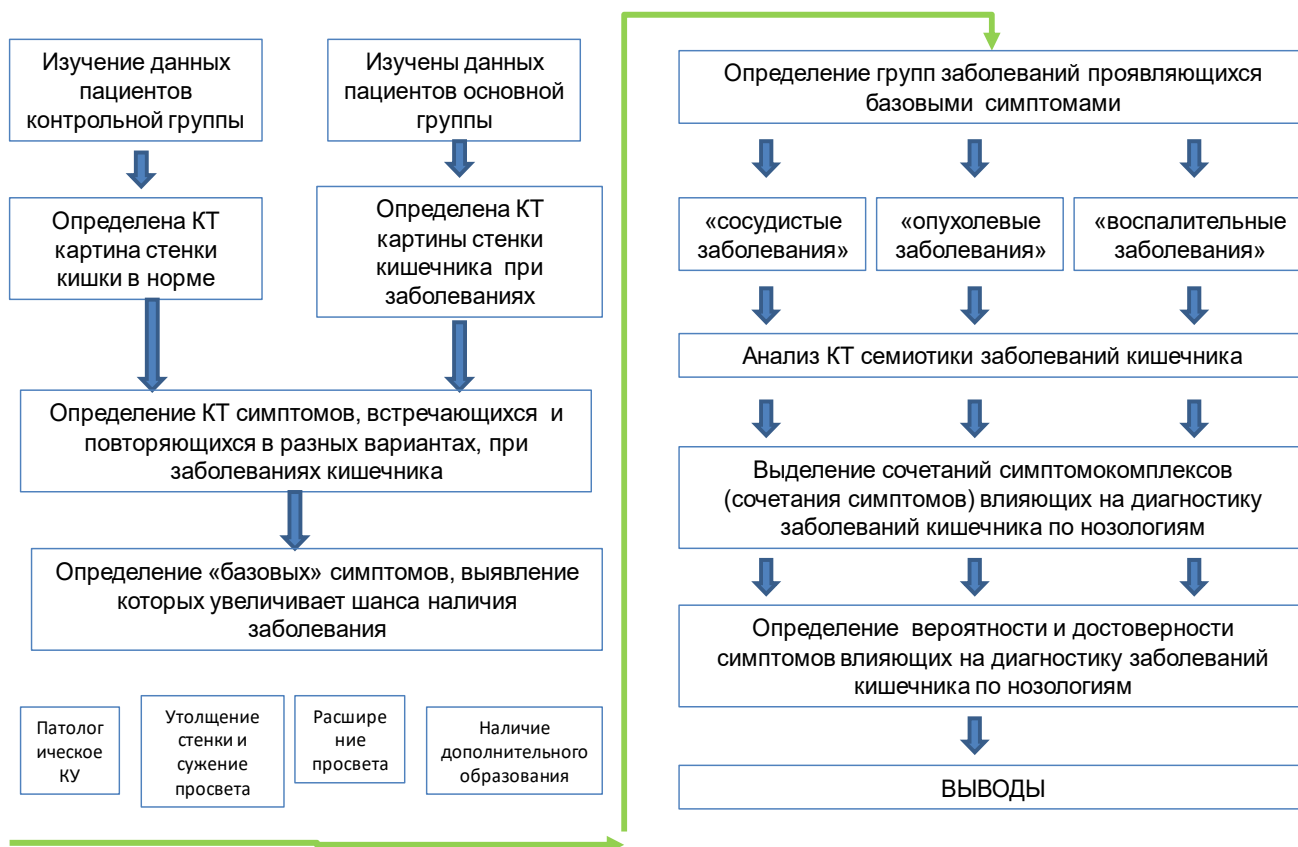 Изучение данных
пациентов
контрольной группы
Изучены данных
пациентов основной
группы
Определена КТ
картина стенки
кишки в норме
Определена КТ
картины стенки
кишечника при
заболеваниях
Определение КТ симптомов, встречающихся и
повторяющихся в разных вариантах, при
заболеваниях кишечника
Определение «базовых» симптомов, выявление
которых увеличивает шанса наличия
заболевания
Патолог
ическое
КУ
Утолщение
стенки и
сужение
просвета
Расшире
ние
просвета
Наличие
дополнительного
образования
Определение групп заболеваний проявляющихся
базовыми симптомами
«сосудистые
заболевания»
«опухолевые
заболевания»
«воспалительные
заболевания»
Анализ КТ семиотики заболеваний кишечника
Выделение сочетаний симптомокомплексов
(сочетания симптомов) влияющих на диагностику
заболеваний кишечника по нозологиям
Определение вероятности и достоверности
симптомов влияющих на диагностику заболеваний
кишечника по нозологиям
ВЫВОДЫ